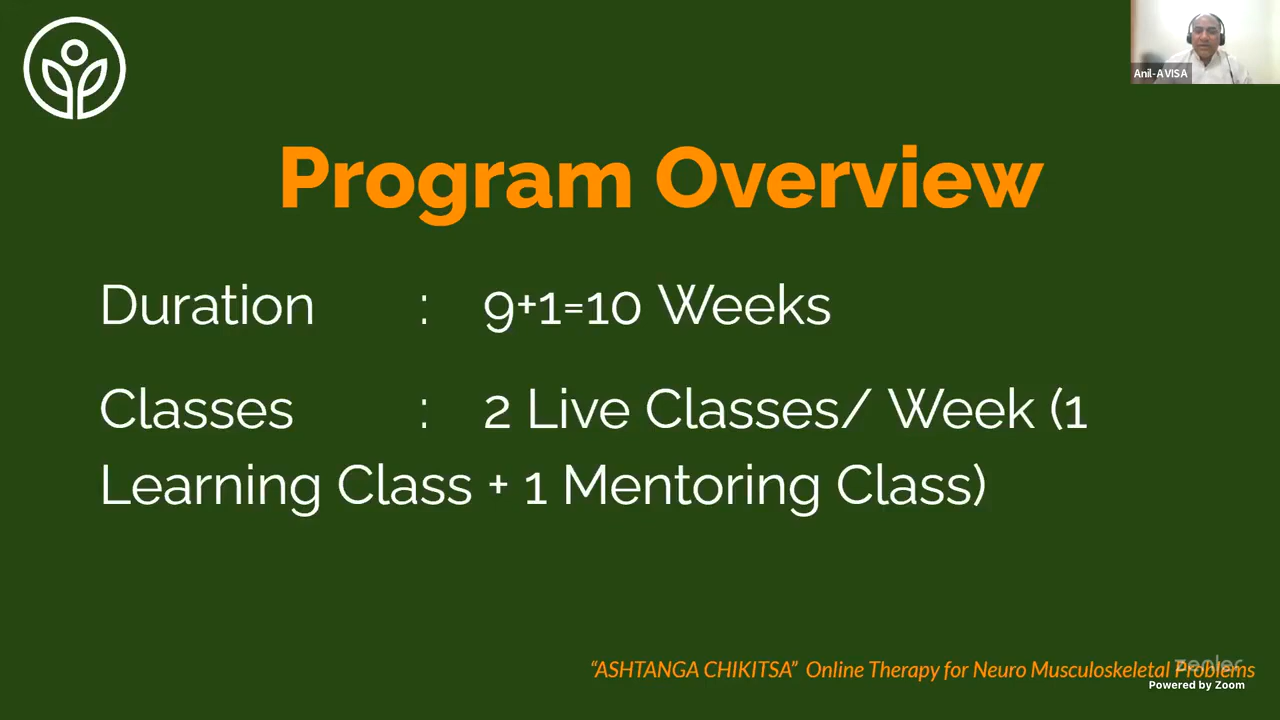 Anil-AVISA
Program Overview
Duration : 9+1=10 Weeks
Classes : 2 Live Classes/ Week (1
Learning Class + 1 Mentoring Class)
“ASHTANGA CHIKITSA” Online Therapy for Neuro Musculoskeletal Problems
zenler
Powered by Zoom